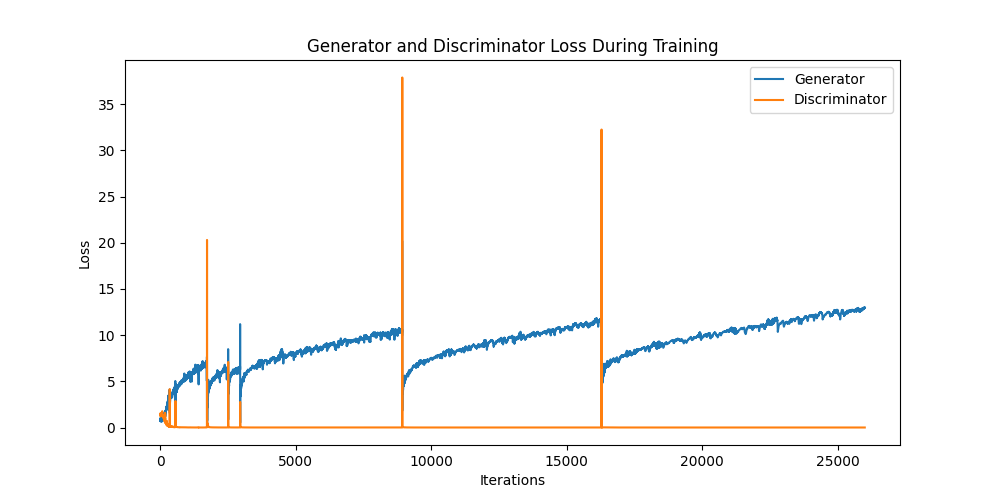 Generator and Discriminator Loss During Training
Generator
Discriminator
Loss
35
30
25
20
15
10
5
0
0 5000 10000 15000 20000 25000
Iterations